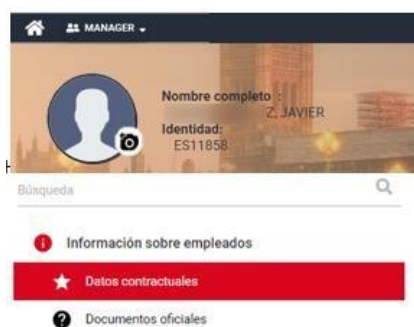 MANAGER
Nombre completo :
Z, JAVIER
Identidad:
ES11858
Búsqueda
Información sobre empleados
Datos contractuales
Documentos oficiales